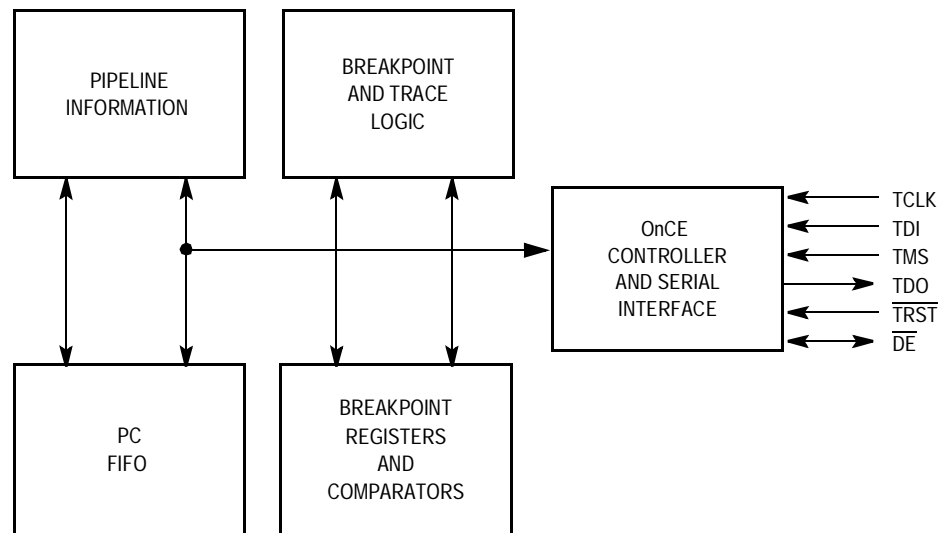 PIPELINE
INFORMATION
BREAKPOINT
AND TRACE
LOGIC
OnCE
CONTROLLER
AND SERIAL
INTERFACE
TCLK
TDI
TMS
TDO
TRST
DE
PC
FIFO
BREAKPOINT
REGISTERS
AND
COMPARATORS